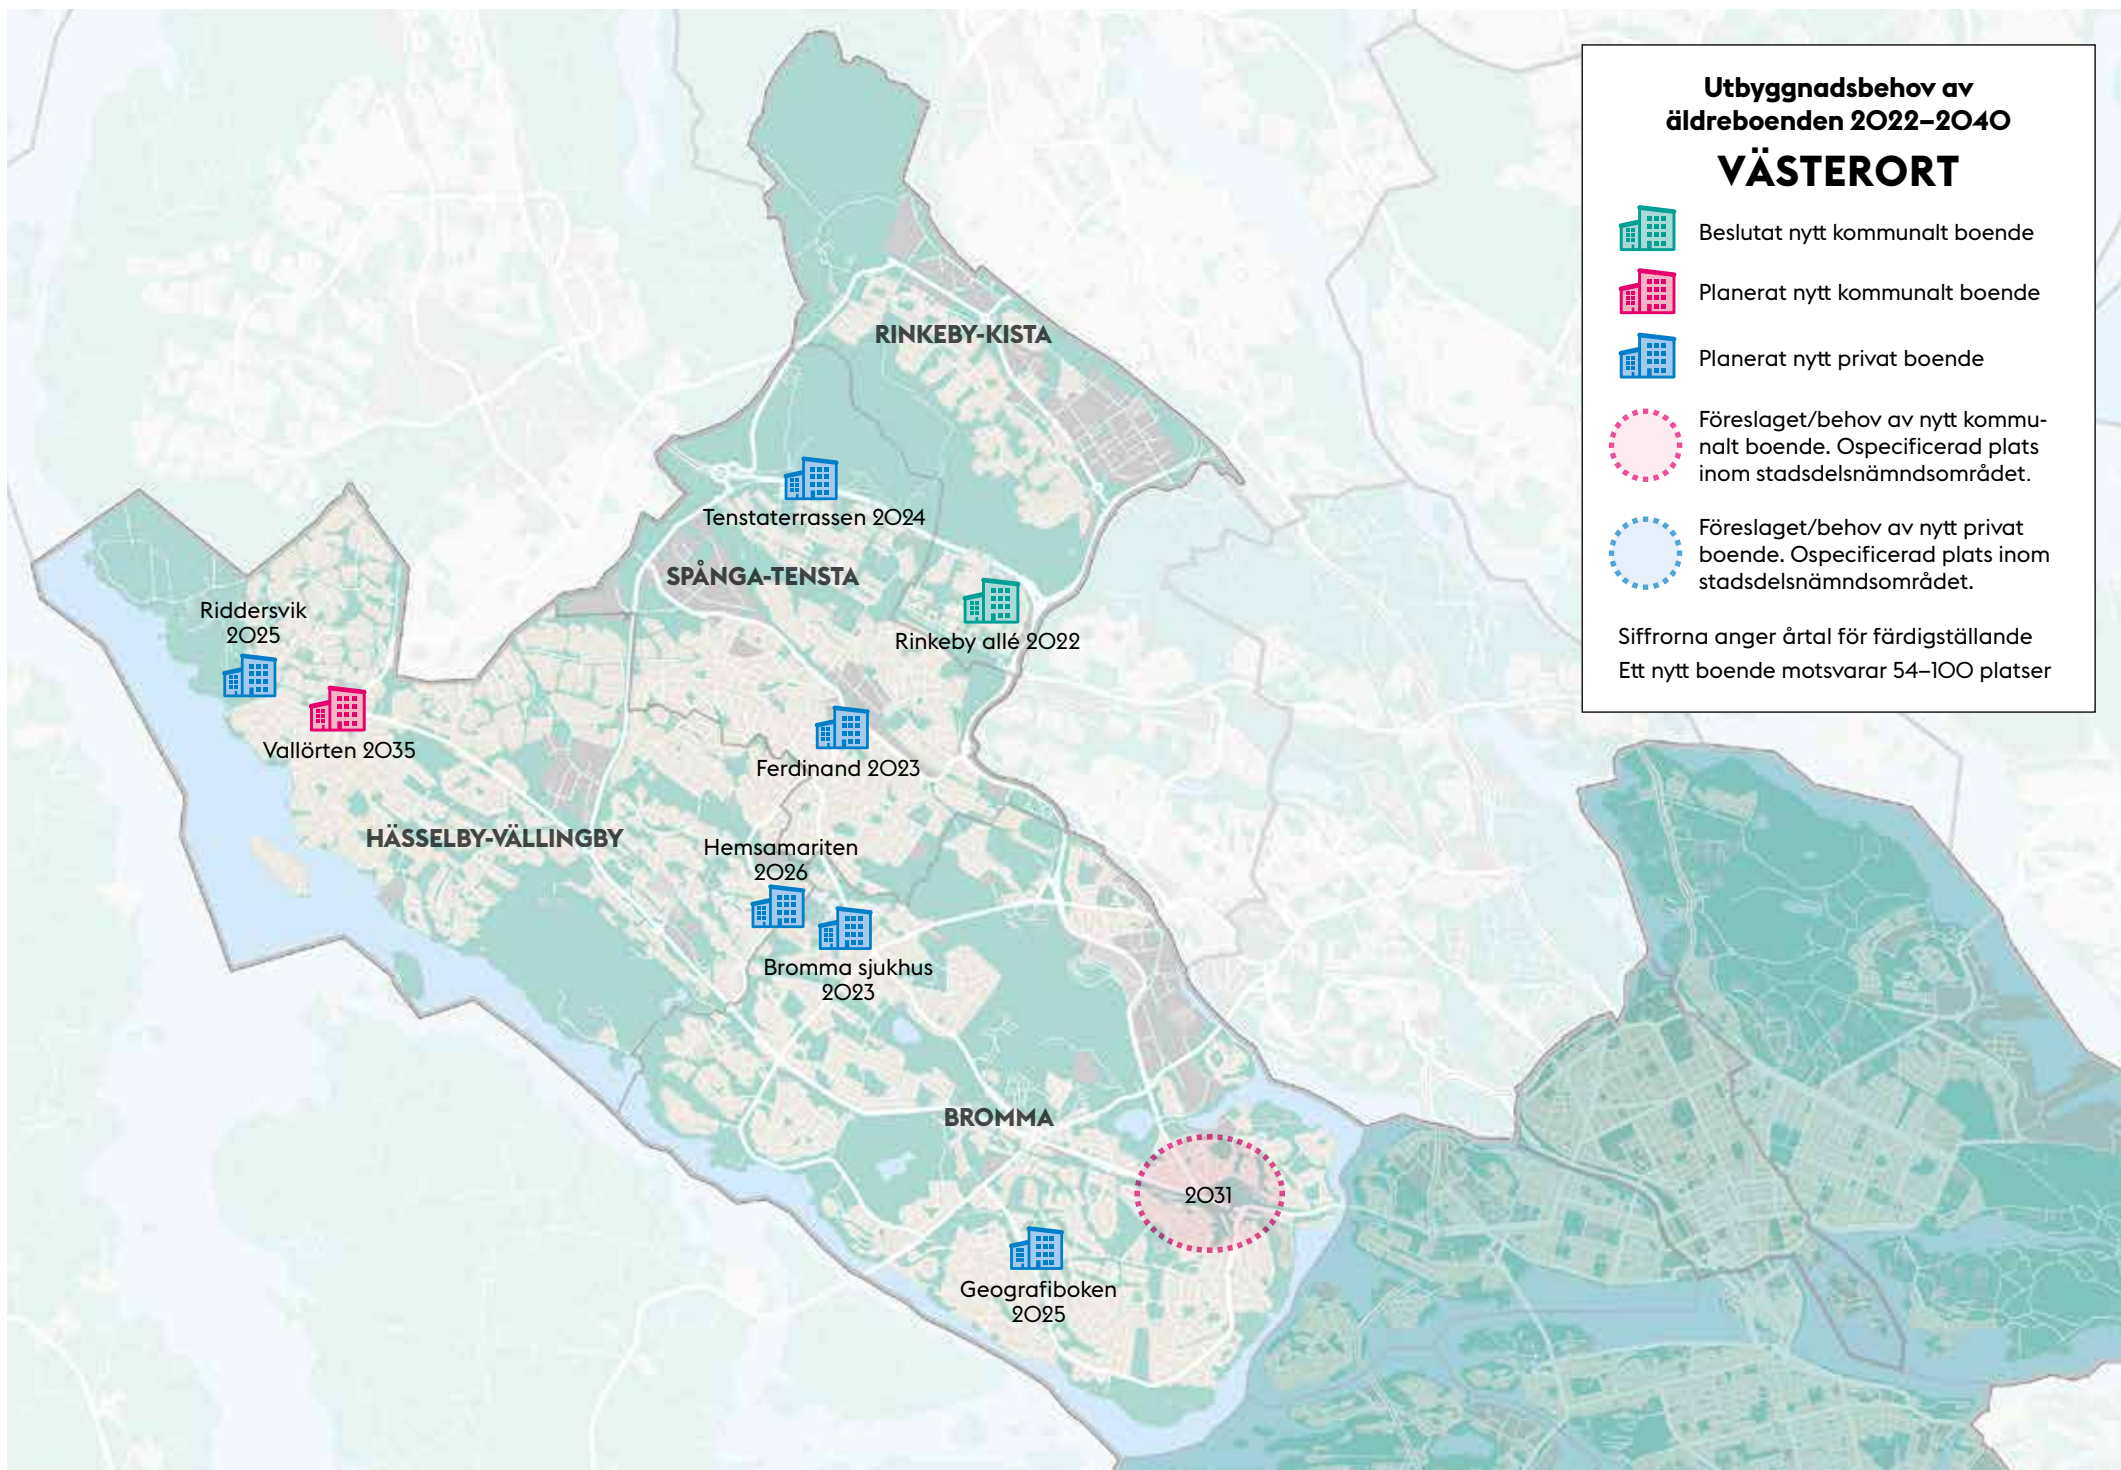 Utbyggnadsbehov av
äldreboenden 2022–2040
VÄSTERORT
Beslutat nytt kommunalt boende
Planerat nytt kommunalt boende
Planerat nytt privat boende
Föreslaget/behov av nytt kommu-
nalt boende. Ospecificerad plats
inom stadsdelsnämndsområdet.
Föreslaget/behov av nytt privat
boende. Ospecificerad plats inom
stadsdelsnämndsområdet.
Siffrorna anger årtal för färdigställande
Ett nytt boende motsvarar 54–100 platser
RINKEBY-KISTA
Tenstaterrassen 2024
SPÅNGA-TENSTA
Riddersvik
2025
Rinkeby allé 2022
Vallörten 2035
Ferdinand 2023
HÄSSELBY-VÄLLINGBY
Hemsamariten
2026
Bromma sjukhus
2023
BROMMA
2031
Geografiboken
2025